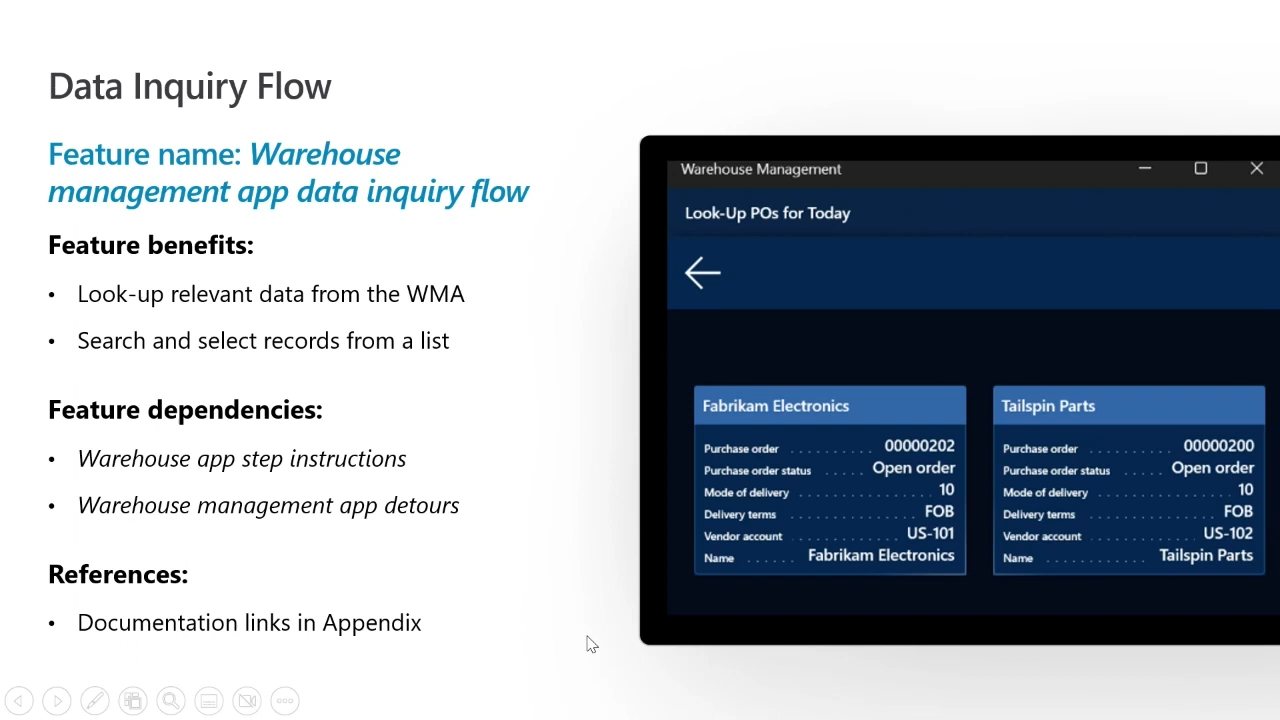 Data Inquiry Flow
Feature name: Warehouse
management app data inquiry flow
Feature benefits:
• Look-up relevant data from the WMA
• Search and select records from a list
Feature dependencies:
• Warehouse app step instructions
• Warehouse management app detours
References:
• Documentation links in Appendix
Warehouse Management
Look-Up POs for Today
Fabrikam Electronics
Purchase order . . . . . . . . . . 00000202
Purchase order status . . . . . Open order
Mode of delivery . . . . . . . . . . . . . . . . 10
Delivery terms . . . . . . . . . . . . . . . FOB
Vendor account . . . . . . . . . . . . . US-101
Name . . . . . . Fabrikam Electronics
Tailspin Parts
Purchase order . . . . . . . . . . 00000200
Purchase order status . . . . . Open order
Mode of delivery . . . . . . . . . . . . . . . . 10
Delivery terms . . . . . . . . . . . . . . . FOB
Vendor account . . . . . . . . . . . . . US-102
Name . . . . . . . . . . . . Tailspin Parts